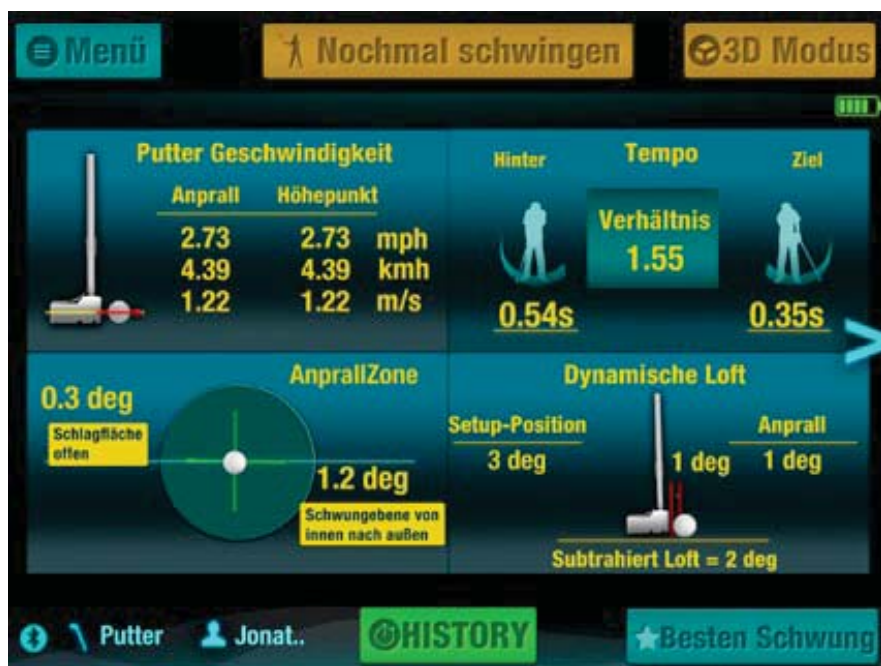 Menü
Nochmal schwingen
3D Modus
Putter Geschwindigkeit
Anprall Höhepunkt
2.73 2.73 mph
4.39 4.39 kmh
1.22 1.22 m/s
Hinter Tempo Ziel
Verhältnis
1.55
0.54s 0.35s
>
AnprallZone
0.3 deg
Schlagfläche
offen
1.2 deg
Schwungebene von
innen nach außen
Dynamische Loft
Setup-Position Anprall
3 deg 1 deg 1 deg
Subtrahiert Loft = 2 deg
Putter Jonat.. HISTORY Besten Schwung